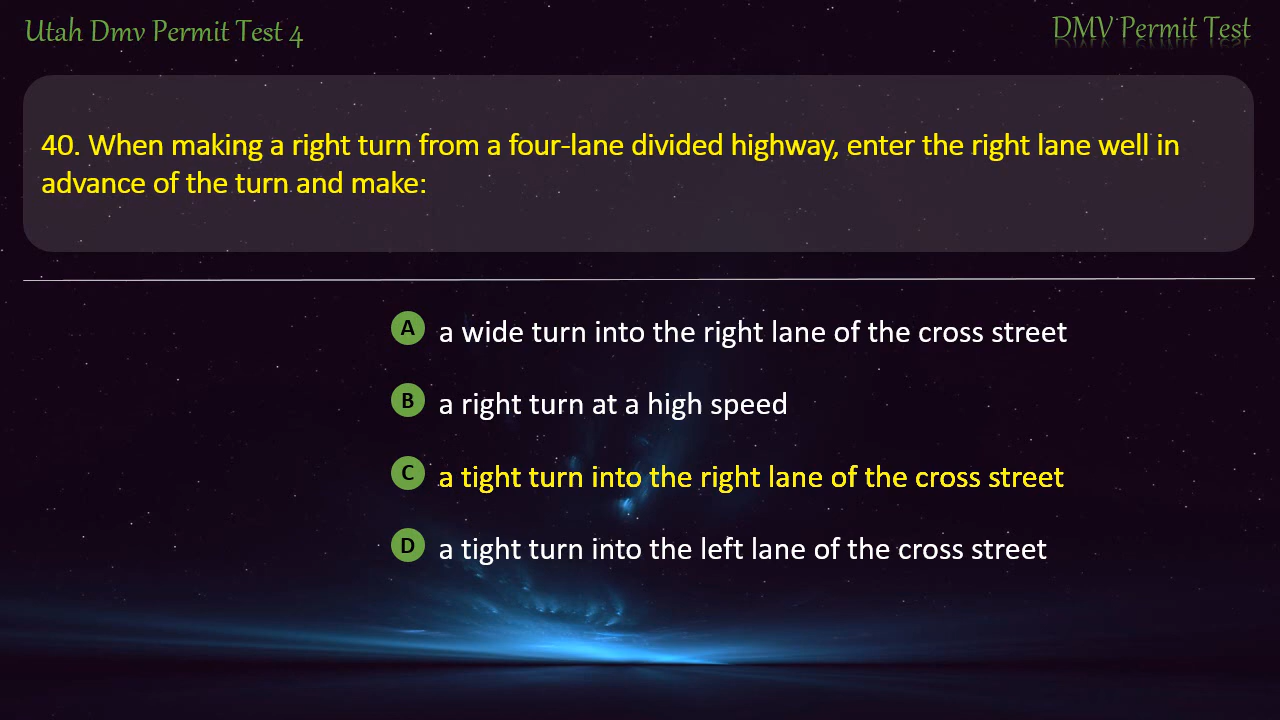 Utah Dmv Permit Test 4
DMV Permit Test
40. When making a right turn from a four-lane divided highway, enter the right lane well in
advance of the turn and make:
A a wide turn into the right lane of the cross street
B a right turn at a high speed
C a tight turn into the right lane of the cross street
D a tight turn into the left lane of the cross street